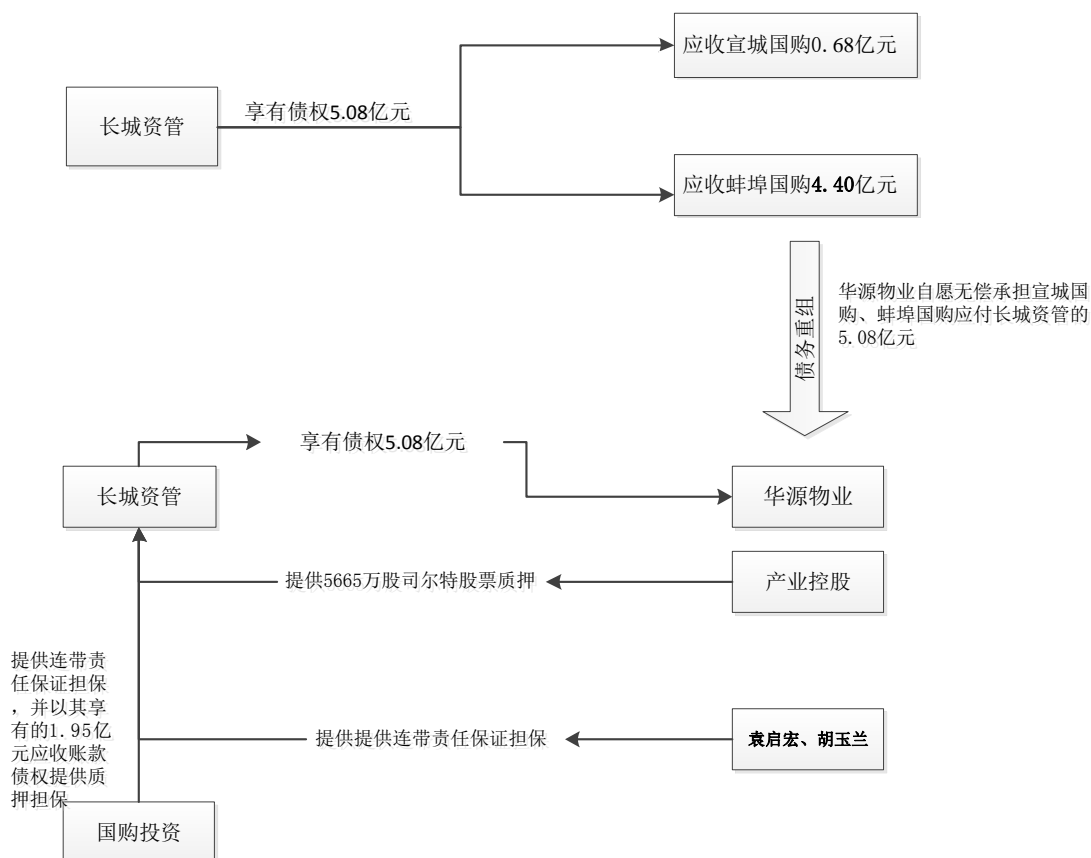 应收宣城国购0.68亿元
长城资管
享有债权5.08亿元
应收蚌埠国购4.40亿元
债务重组
华源物业自愿无偿承担宣城国
购、蚌埠国购应付长城资管的
5.08亿元
享有债权5.08亿元
长城资管
华源物业
提供5665万股司尔特股票质押
产业控股
提供连带责
任保证担保
，并以其享
有的1.95亿
元应收账款
债权提供质
押担保
提供提供连带责任保证担保
袁启宏、胡玉兰
国购投资